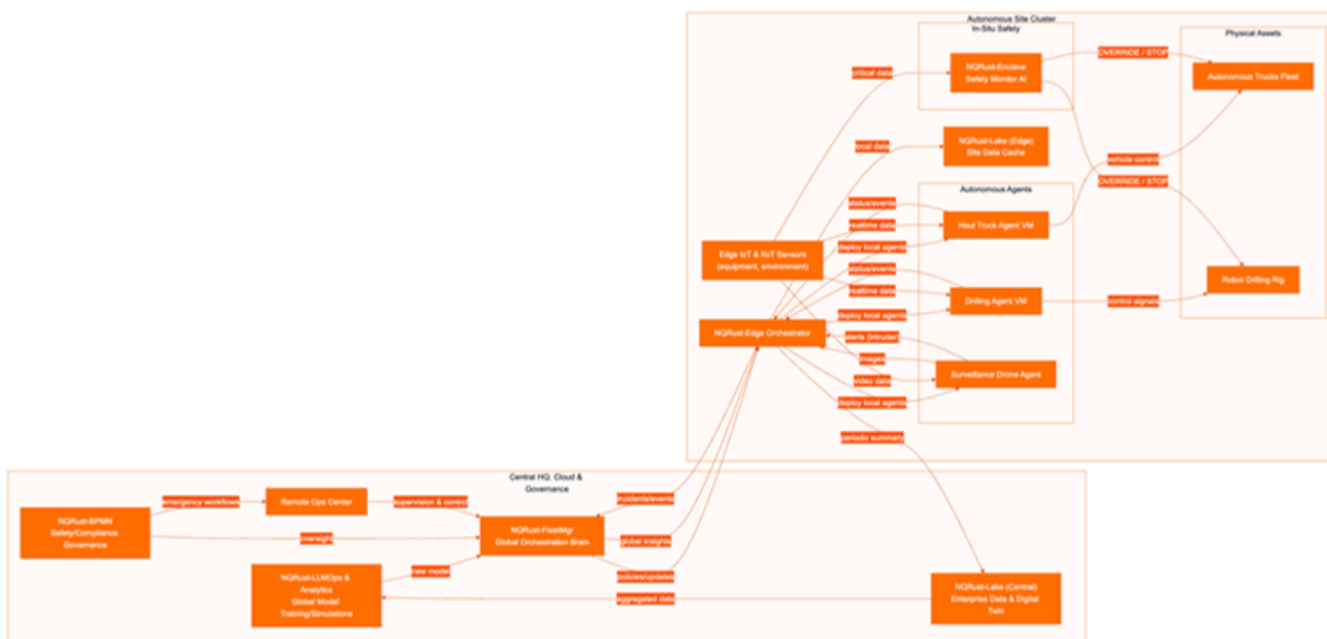 Autonomous Site Cluster
In-Situ Safety
Physical Assets
critical data
NQRust-Enclave
Safety Monitor AI
OVERRIDE / STOP
Autonomous Trucks Fleet
local data
NQRust-Lake (Edge)
Site Data Cache
vehicle control
OVERRIDE / STOP
Autonomous Agents
status/events
realtime data
Haul Truck Agent VM
deploy local agents
Edge IoT & IIoT Sensors
(equipment, environment)
status/events
realtime data
Drilling Agent VM
control signals
Robot Drilling Rig
deploy local agents
NQRust-Edge Orchestrator
alerts (intruder)
images
video data
Surveillance Drone Agent
deploy local agents
periodic summary
Central HQ: Cloud &
Governance
emergency workflows
Remote Ops Center
supervision & control
incidents/events
NQRust-BPMN
Safety/Compliance
Governance
oversight
NQRust-FleetMgr
Global Orchestration Brain
global insights
new model
policies/updates
NQRust-LLMOps &
Analytics
Global Model
Training/Simulations
aggregated data
NQRust-Lake (Central)
Enterprise Data & Digital
Twin